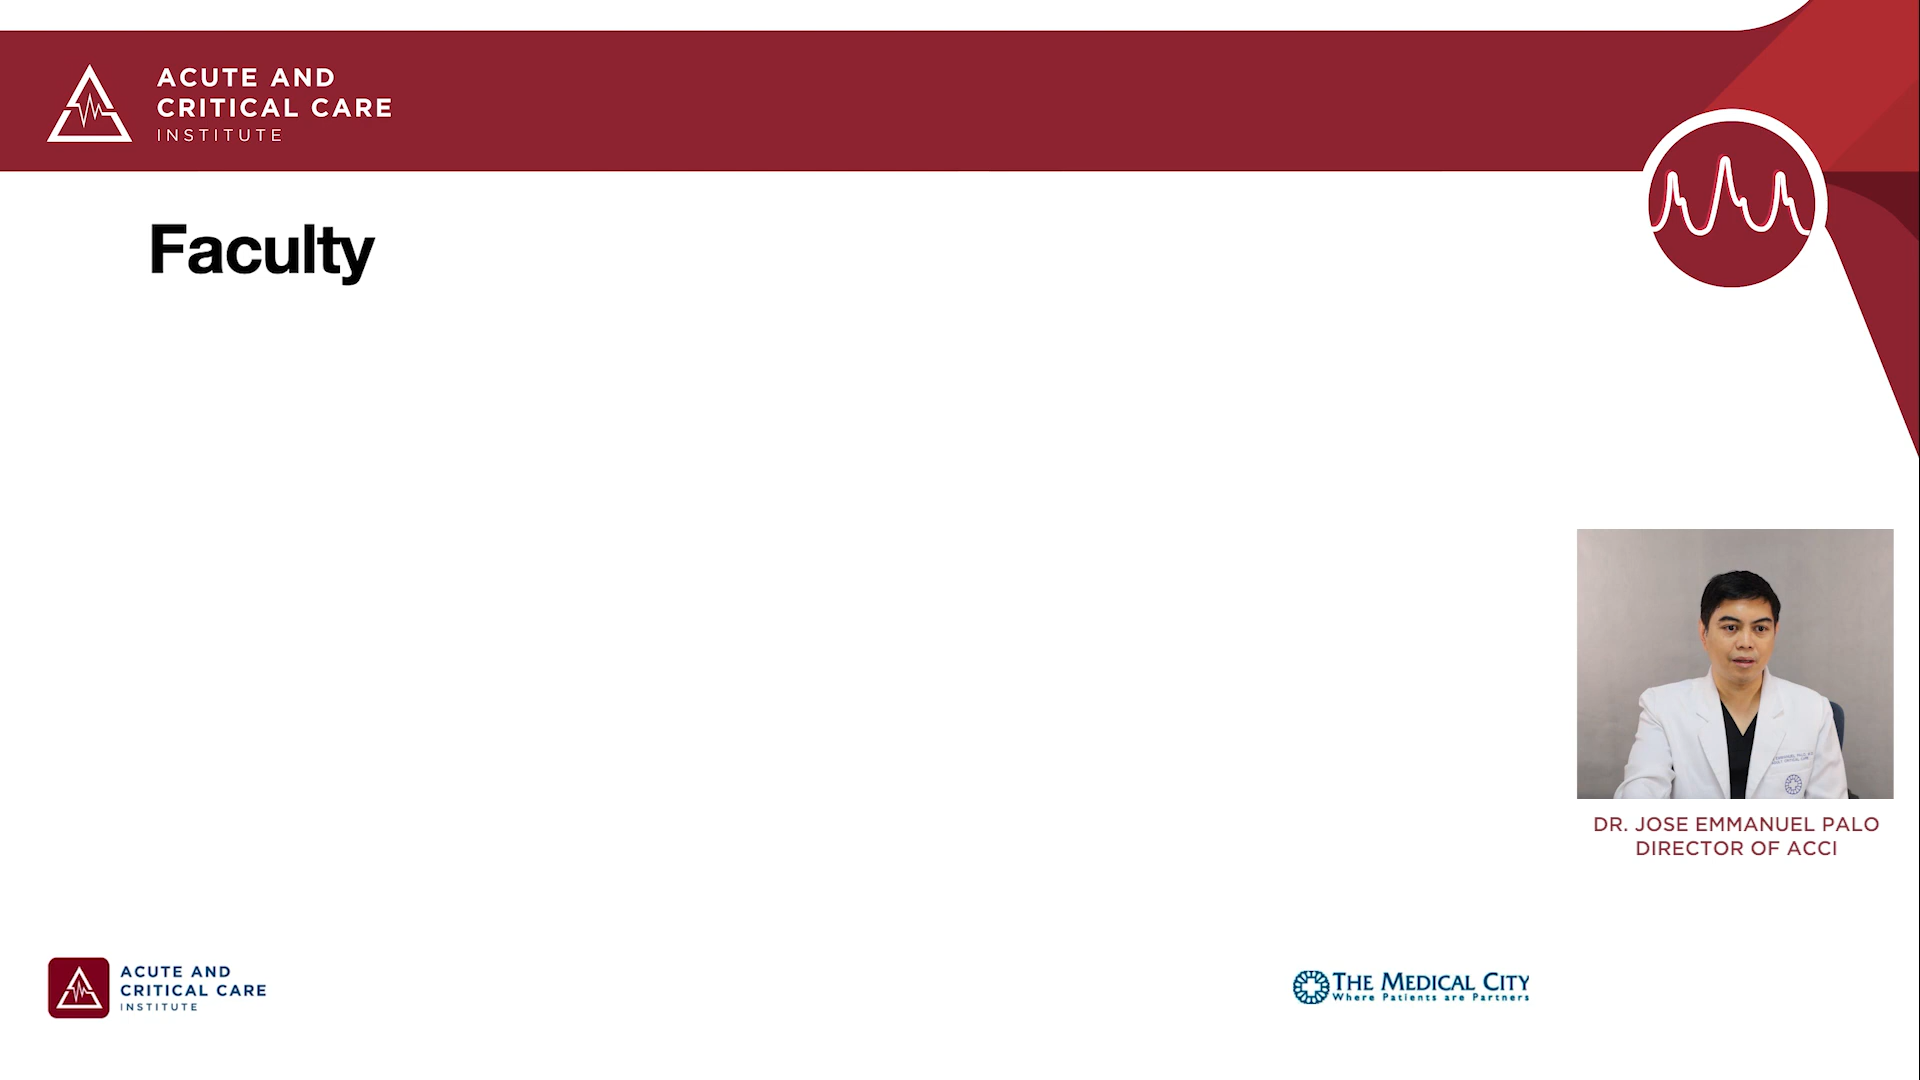 ACUTE AND
CRITICAL CARE
INSTITUTE
Faculty
DR. JOSE EMMANUEL PALO
DIRECTOR OF ACCI
ACUTE AND
CRITICAL CARE
INSTITUTE
THE MEDICAL CITY
Where Patients are Partners